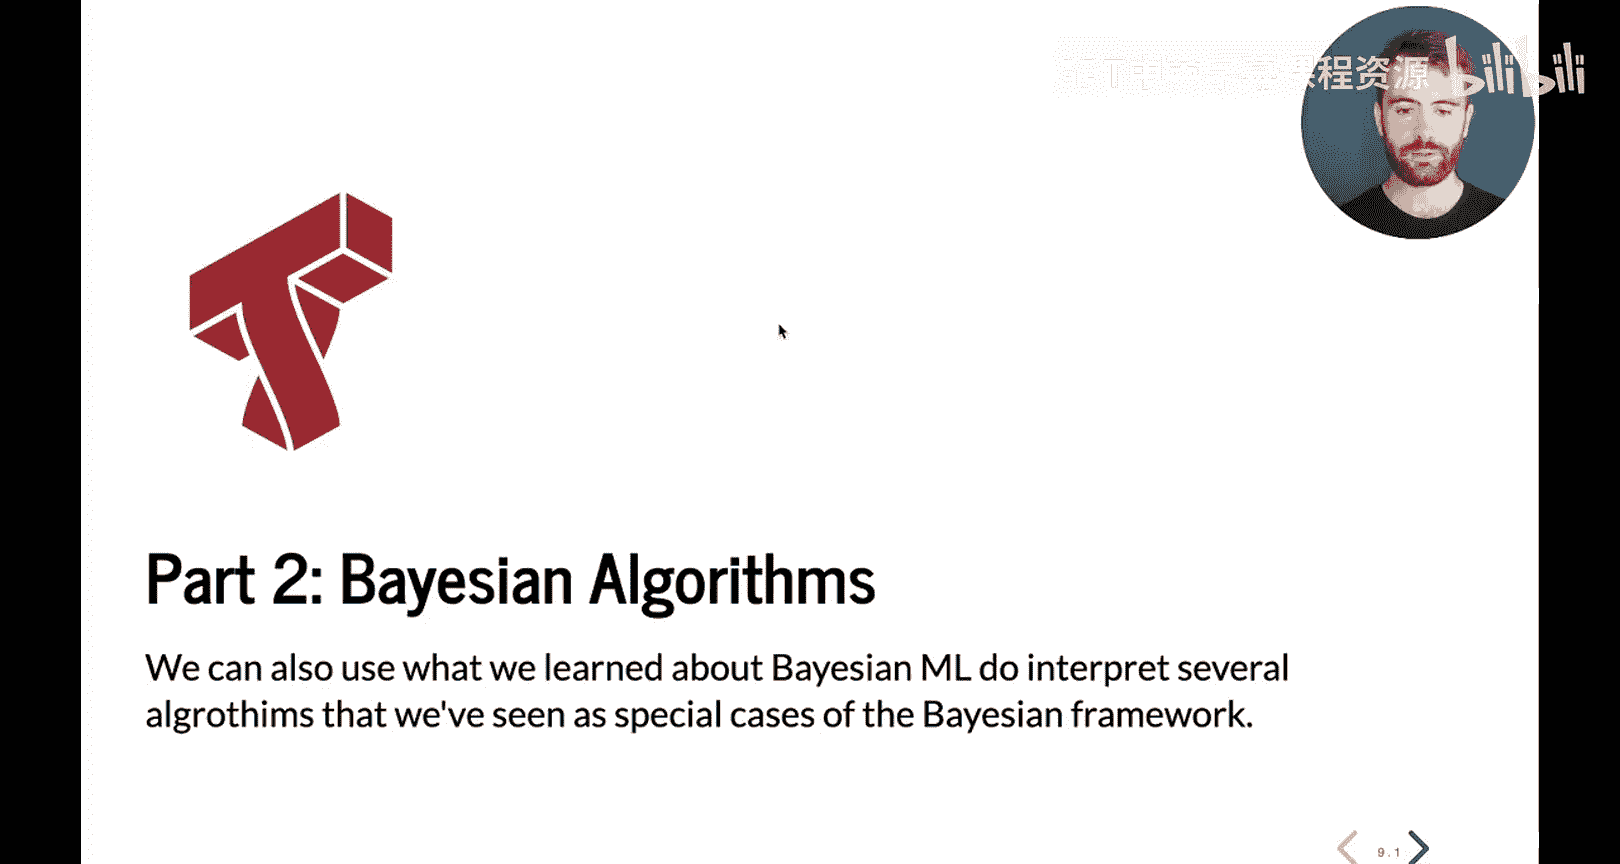 程资源 bilibili
Part 2: Bayesian Algorithms
We can also use what we learned about Bayesian ML do interpret several
algrothims that we've seen as special cases of the Bayesian framework.
9.1